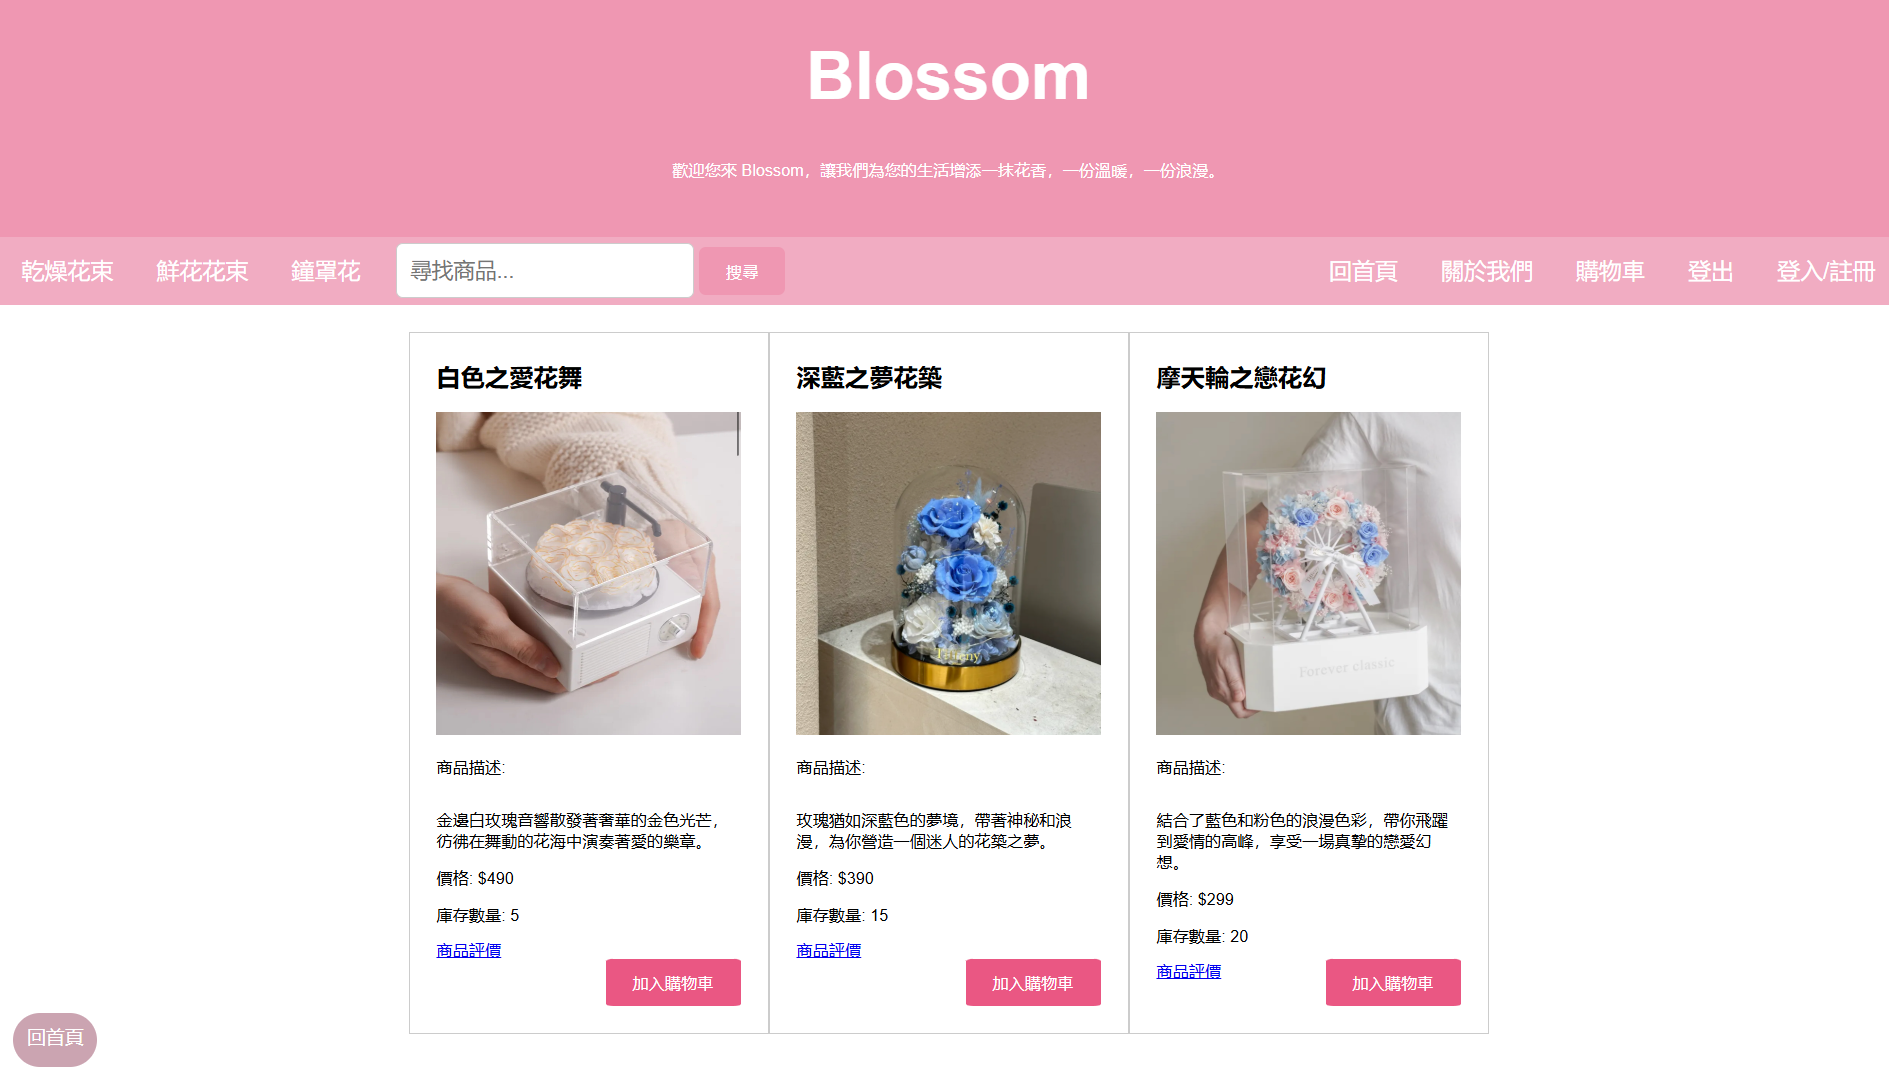 Blossom
歡迎您來 Blossom，讓我們為您的生活增添一抹花香，一份溫暖，一份浪漫。
乾燥花束 鮮花花束 鐘罩花 尋找商品... 搜尋 回首頁 關於我們 購物車 登出 登入/註冊
白色之愛花舞
商品描述:
金邊白玫瑰音響散發著奢華的金色光芒，
彷彿在舞動的花海中演奏著愛的樂章。
價格: $490
庫存數量: 5
商品評價
加入購物車
深藍之夢花築
商品描述:
玫瑰猶如深藍色的夢境，帶著神秘和浪
漫，為你營造一個迷人的花築之夢。
價格: $390
庫存數量: 15
商品評價
加入購物車
摩天輪之戀花幻
Forever classic
商品描述:
結合了藍色和粉色的浪漫色彩，帶你飛躍
到愛情的高峰，享受一場真摯的戀愛幻
想。
價格: $299
庫存數量: 20
商品評價
加入購物車
回首頁